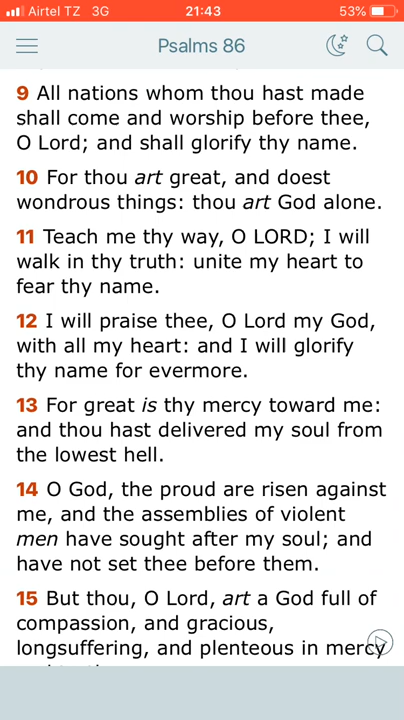 Airtel TZ 3G 21:43 53%
Psalms 86
9 All nations whom thou hast made
shall come and worship before thee,
O Lord; and shall glorify thy name.
10 For thou art great, and doest
wondrous things: thou art God alone.
11 Teach me thy way, O LORD; I will
walk in thy truth: unite my heart to
fear thy name.
12 I will praise thee, O Lord my God,
with all my heart: and I will glorify
thy name for evermore.
13 For great is thy mercy toward me:
and thou hast delivered my soul from
the lowest hell.
14 O God, the proud are risen against
me, and the assemblies of violent
men have sought after my soul; and
have not set thee before them.
15 But thou, O Lord, art a God full of
compassion, and gracious,
longsuffering, and plenteous in mercy